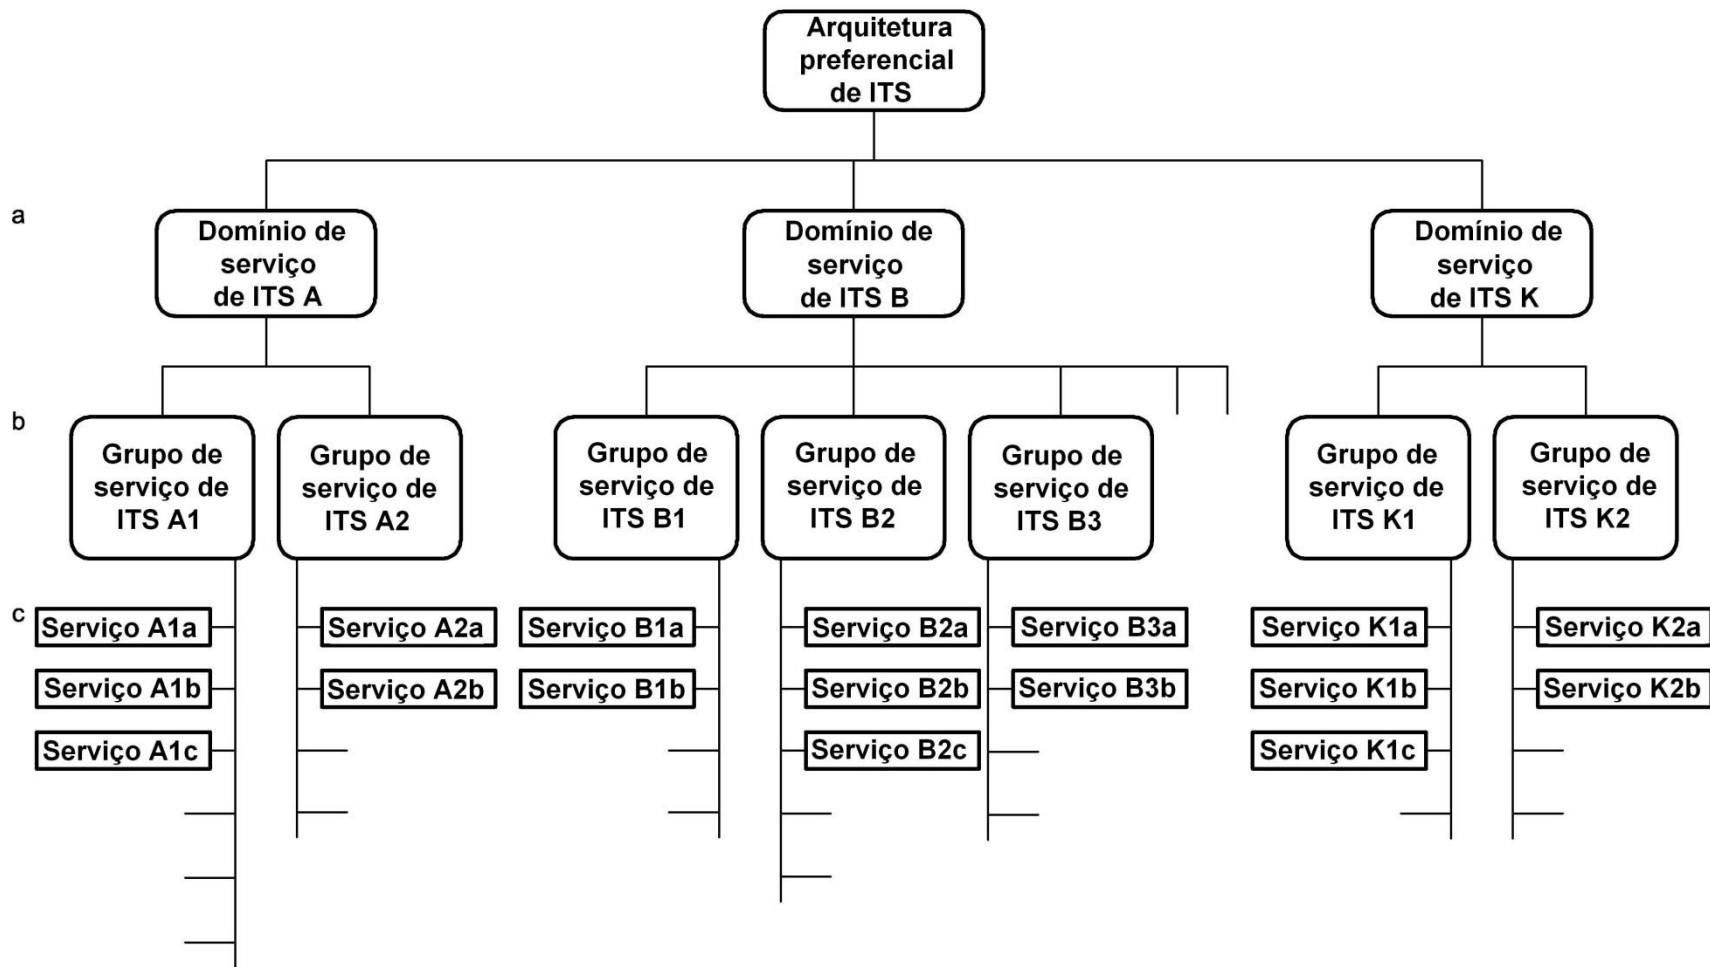 Arquitetura
preferencial
de ITS
a
Domínio de
serviço
de ITS A
Domínio de
serviço
de ITS B
Domínio de
serviço
de ITS K
b
Grupo de
serviço de
ITS A1
Grupo de
serviço de
ITS A2
Grupo de
serviço de
ITS B1
Grupo de
serviço de
ITS B2
Grupo de
serviço de
ITS B3
Grupo de
serviço de
ITS K1
Grupo de
serviço de
ITS K2
c
Serviço A1a
Serviço A2a
Serviço B1a
Serviço B2a
Serviço B3a
Serviço K1a
Serviço K2a
Serviço A1b
Serviço A2b
Serviço B1b
Serviço B2b
Serviço B3b
Serviço K1b
Serviço K2b
Serviço A1c
Serviço B2c
Serviço K1c